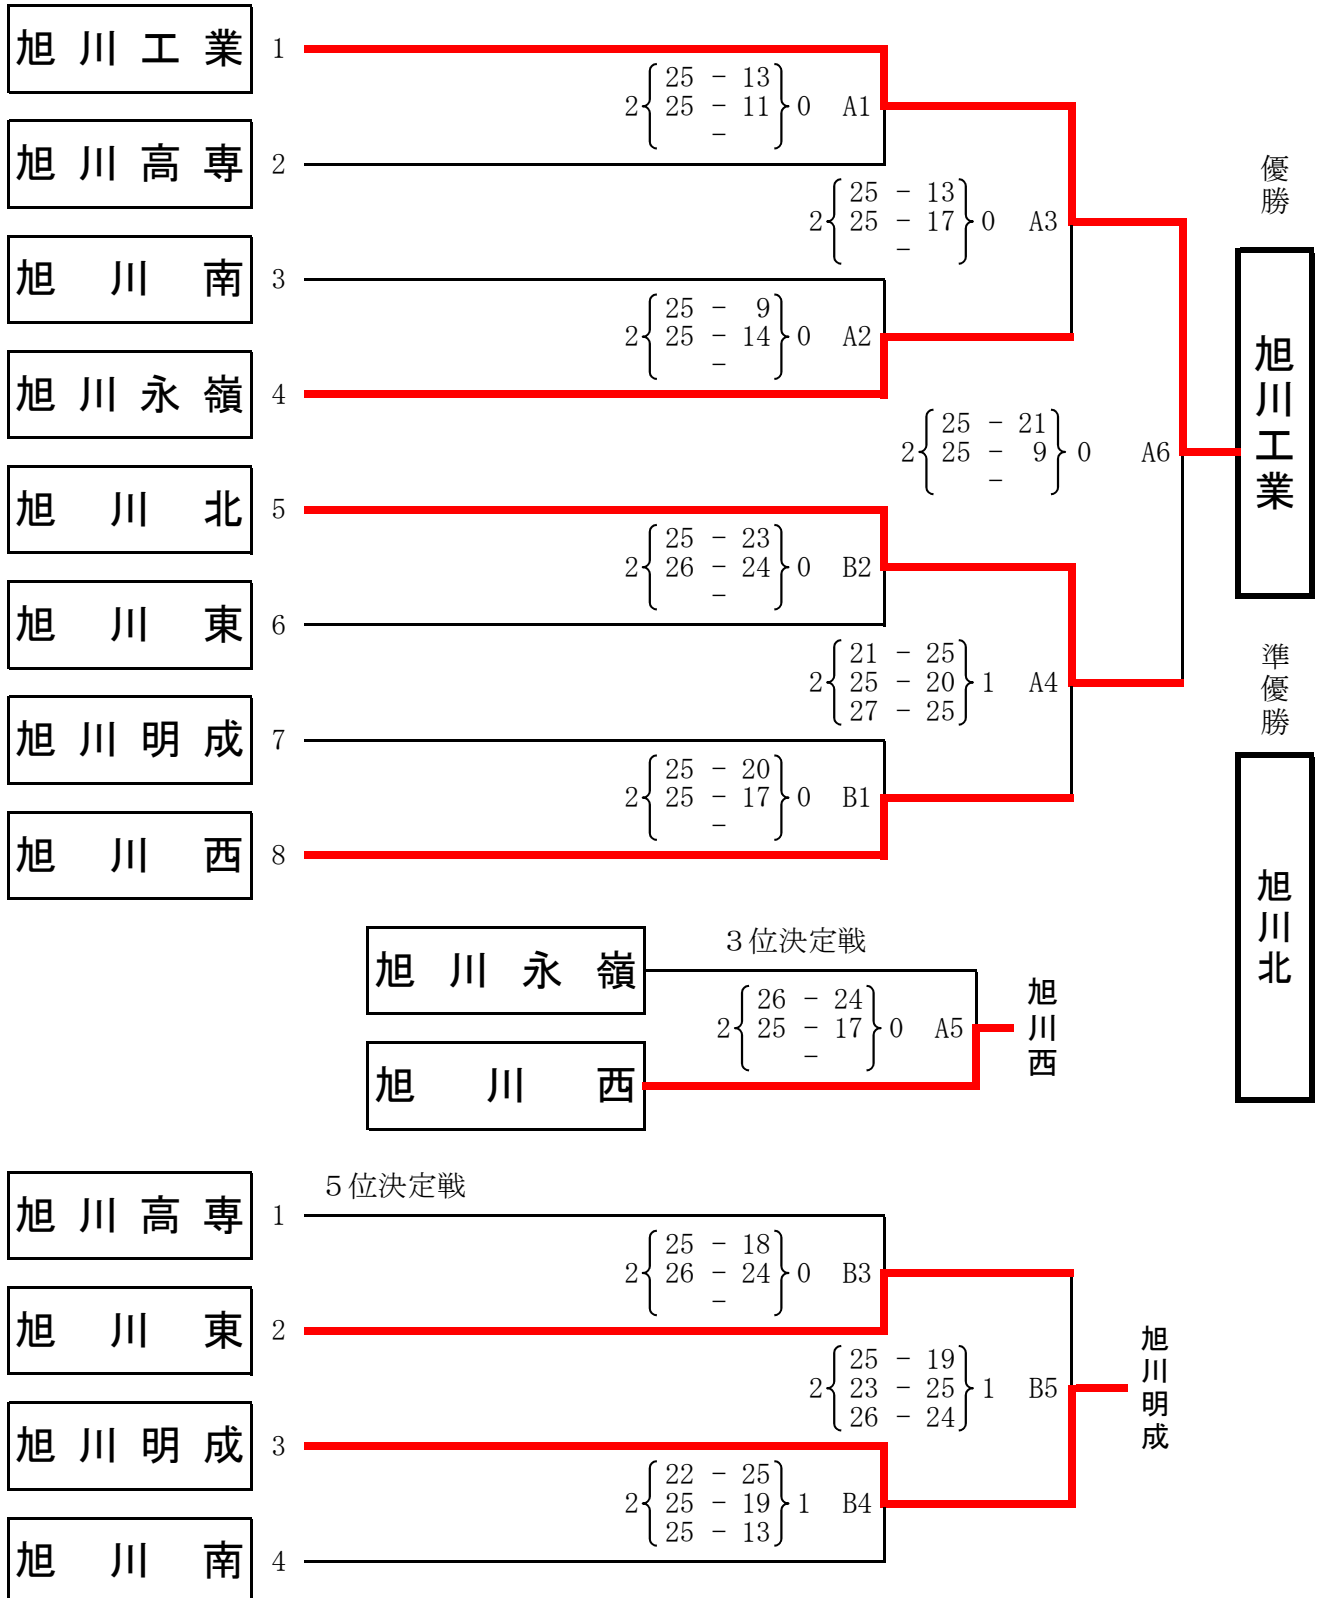 旭川工業 1
25 - 13
2 25 - 11 0 A1
-
旭川高専 2
優勝
25 - 13
2 25 - 17 0 A3
-
旭川南 3
25 - 9
2 25 - 14 0 A2
-
旭川永嶺 4
旭川工業
25 - 21
2 25 - 9 0 A6
-
旭川北 5
25 - 23
2 26 - 24 0 B2
-
旭川東 6
準優勝
21 - 25
2 25 - 20 1 A4
27 - 25
旭川明成 7
25 - 20
2 25 - 17 0 B1
-
旭川西 8
旭川北
3位決定戦
旭川永嶺
26 - 24
2 25 - 17 0 A5
-
旭川西
旭川西
5位決定戦
旭川高専 1
25 - 18
2 26 - 24 0 B3
-
旭川東 2
25 - 19
2 23 - 25 1 B5
26 - 24
旭川明成
旭川明成 3
22 - 25
2 25 - 19 1 B4
25 - 13
旭川南 4